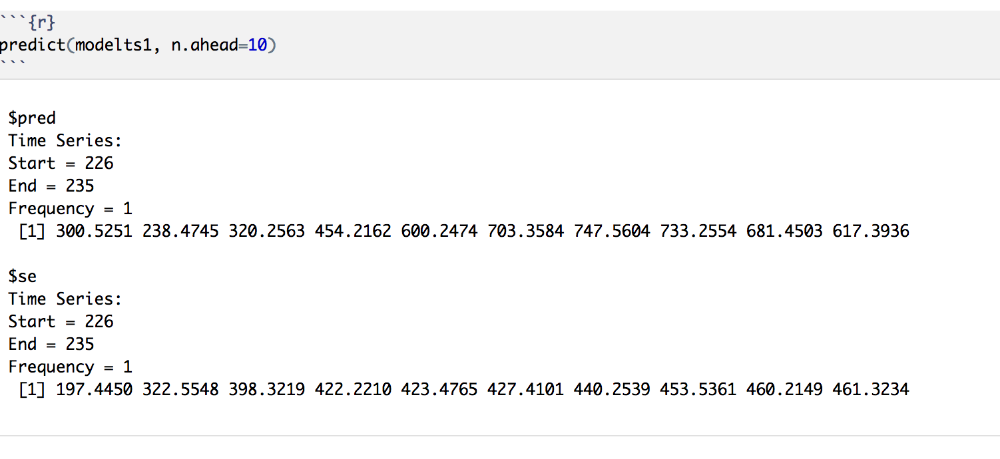 ```{r}
predict(modelts1, n.ahead=10)
```
$pred
Time Series:
Start = 226
End = 235
Frequency = 1
[1] 300.5251 238.4745 320.2563 454.2162 600.2474 703.3584 747.5604 733.2554 681.4503 617.3936
$se
Time Series:
Start = 226
End = 235
Frequency = 1
[1] 197.4450 322.5548 398.3219 422.2210 423.4765 427.4101 440.2539 453.5361 460.2149 461.3234